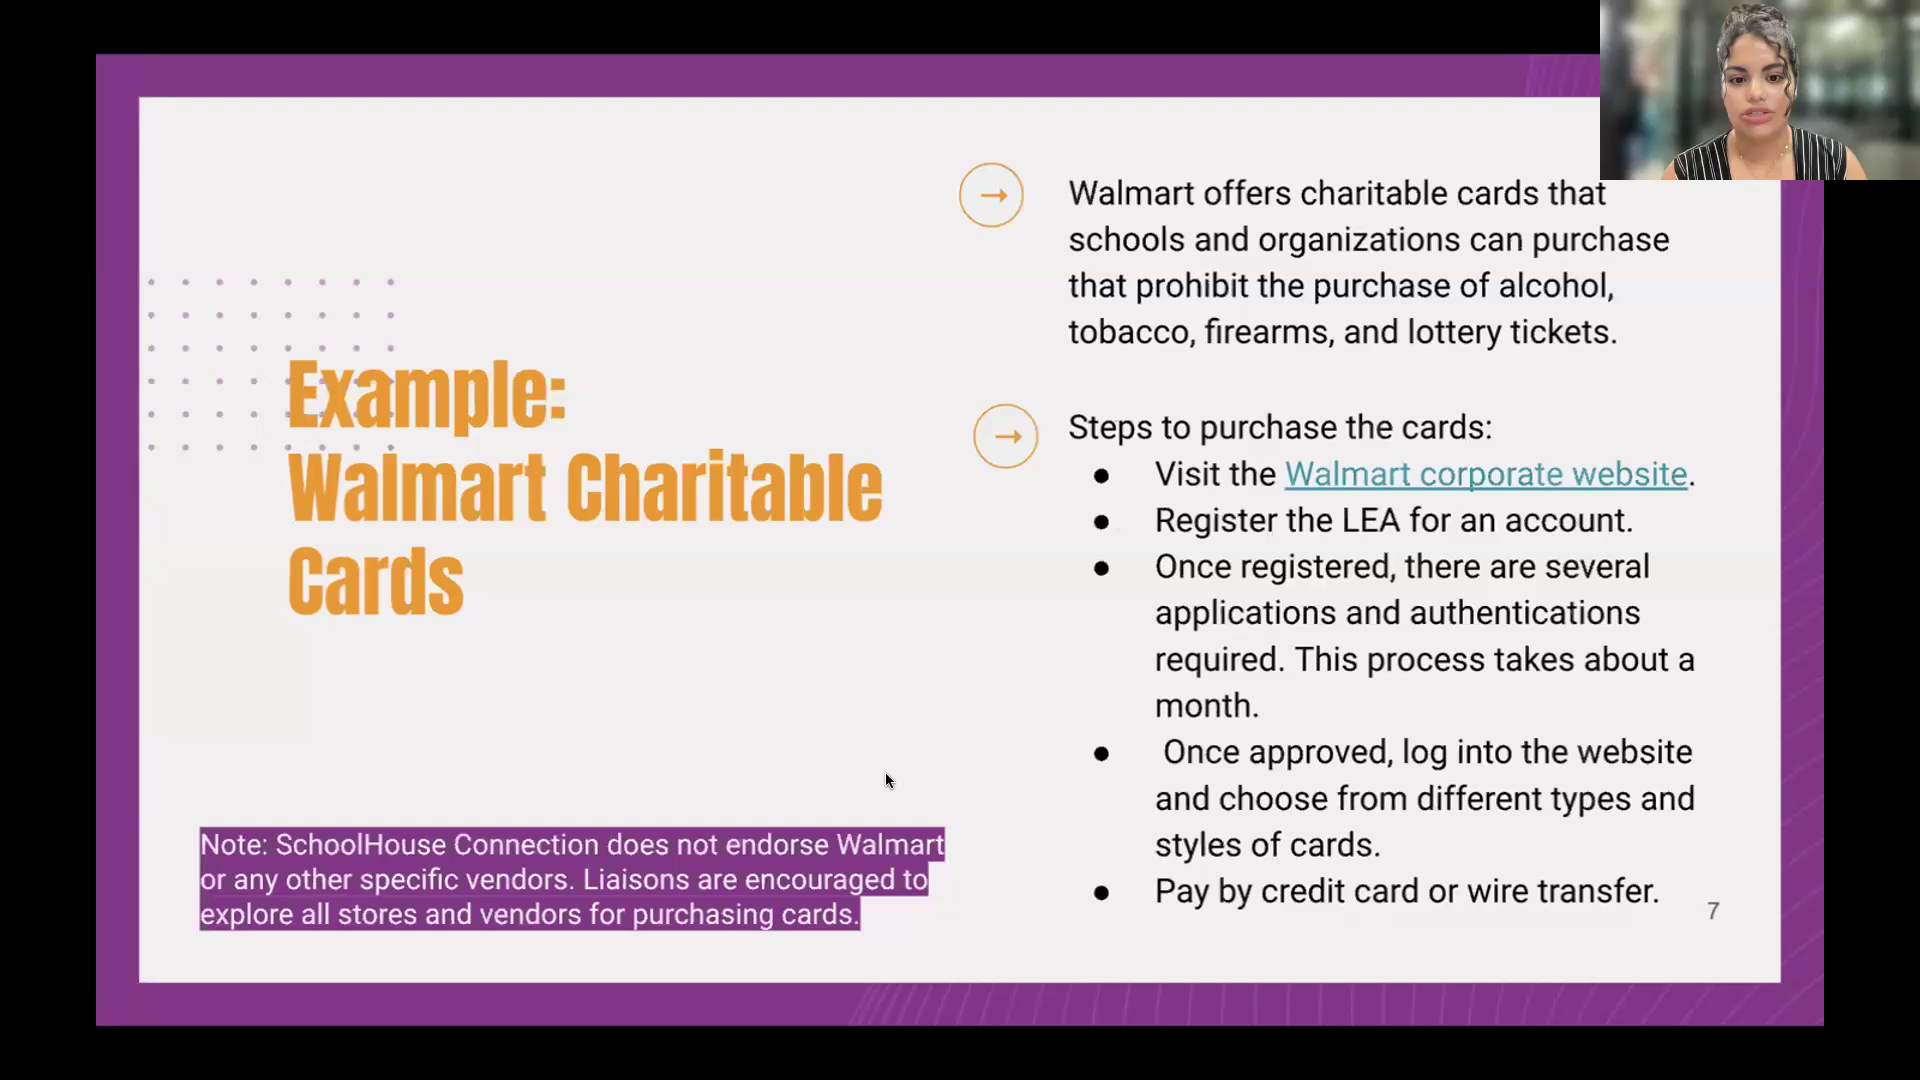 Example:
Walmart Charitable
Cards
Note: SchoolHouse Connection does not endorse Walmart
or any other specific vendors. Liaisons are encouraged to
explore all stores and vendors for purchasing cards.
→ Walmart offers charitable cards that
schools and organizations can purchase
that prohibit the purchase of alcohol,
tobacco, firearms, and lottery tickets.
→ Steps to purchase the cards:
● Visit the Walmart corporate website.
● Register the LEA for an account.
● Once registered, there are several
applications and authentications
required. This process takes about a
month.
● Once approved, log into the website
and choose from different types and
styles of cards.
● Pay by credit card or wire transfer.
7